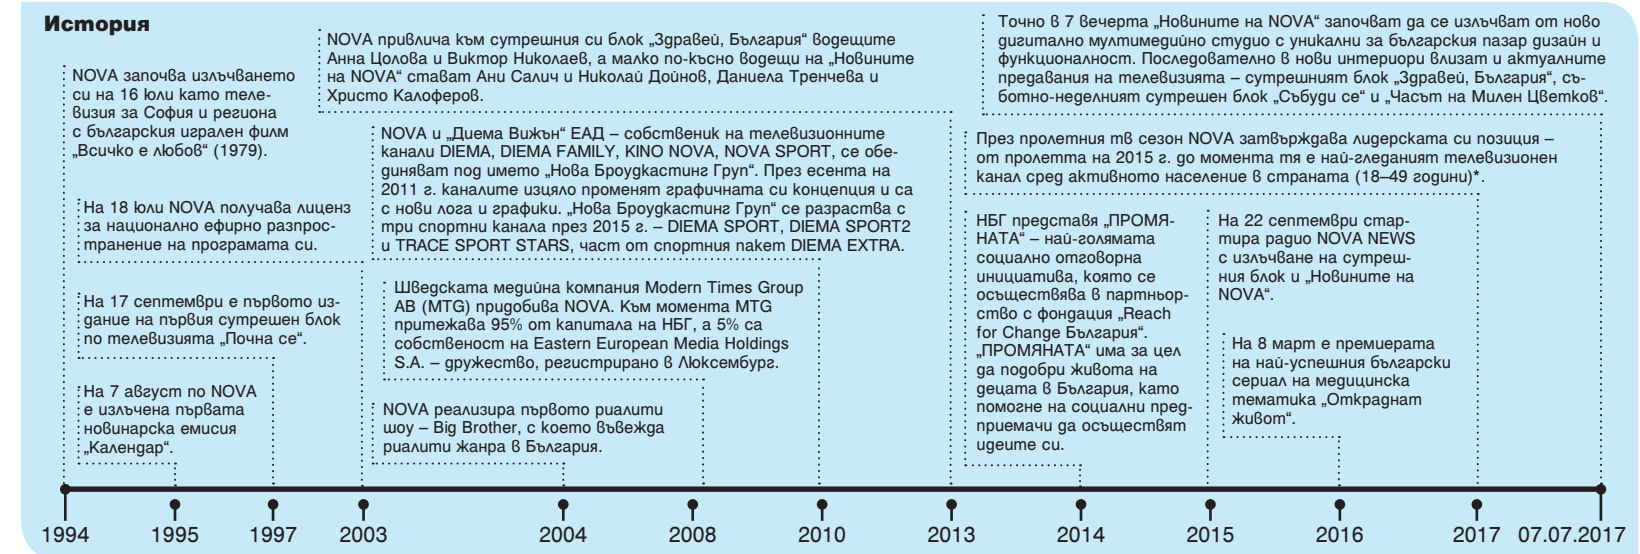 История
NOVA започва излъчването
си на 16 юли като теле-
визия за София и региона
с българския игрален филм
„Всичко е любов“ (1979).
На 18 юли NOVA получава лиценз
за национално ефирно разпрос-
транение на програмата си.
На 17 септември е първото из-
дание на първия сутрешен блок
по телевизията „Почна се“.
На 7 август по NOVA
е излъчена първата
новинарска емисия
„Календар“.
NOVA привлича към сутрешния си блок „Здравей, България“ водещите
Анна Цолова и Виктор Николаев, а малко по-късно водещи на „Новините
на NOVA“ стават Ани Салич и Николай Дойнов, Даниела Тренчева и
Христо Калоферов.
NOVA и „Диема Вижън“ ЕАД – собственик на телевизионните
канали DIEMA, DIEMA FAMILY, KINO NOVA, NOVA SPORT, се обе-
диняват под името „Нова Броудкастинг Груп“. През есента на
2011 г. каналите изцяло променят графичната си концепция и са
с нови лога и графики. „Нова Броудкастинг Груп“ се разраства с
три спортни канала през 2015 г. – DIEMA SPORT, DIEMA SPORT2
и TRACE SPORT STARS, част от спортния пакет DIEMA EXTRA.
Шведската медийна компания Modern Times Group
AB (MTG) придобива NOVA. Към момента MTG
притежава 95% от капитала на НБГ, а 5% са
собственост на Eastern European Media Holdings
S.A. – дружество, регистрирано в Люксембург.
NOVA реализира първото риалити
шоу – Big Brother, с което въвежда
риалити жанра в България.
Точно в 7 вечерта „Новините на NOVA“ започват да се излъчват от ново
дигитално мултимедийно студио с уникални за българския пазар дизайн и
функционалност. Последователно в нови интериори влизат и актуалните
предавания на телевизията – сутрешният блок „Здравей, България“, съ-
ботно-неделният сутрешен блок „Събуди се“ и „Часът на Милен Цветков“.
През пролетния тв сезон NOVA затвърждава лидерската си позиция –
от пролетта на 2015 г. до момента тя е най-гледаният телевизионен
канал сред активното население в страната (18–49 години)*.
НБГ представя „ПРОМЯ-
НАТА“ – най-голямата
социално отговорна
инициатива, която се
осъществява в партньор-
ство с фондация „Reach
for Change България“.
„ПРОМЯНАТА“ има за цел
да подобри живота на
децата в България, като
помогне на социални пред-
приемачи да осъществят
идеите си.
На 22 септември стар-
тира радио NOVA NEWS
с излъчване на сутреш-
ния блок и „Новините на
NOVA“.
На 8 март е премиерата
на най-успешния български
сериал на медицинска
тематика „Откраднат
живот“.
1994 1995 1997 2003 2004 2008 2010 2013 2014 2015 2016 2017 07.07.2017